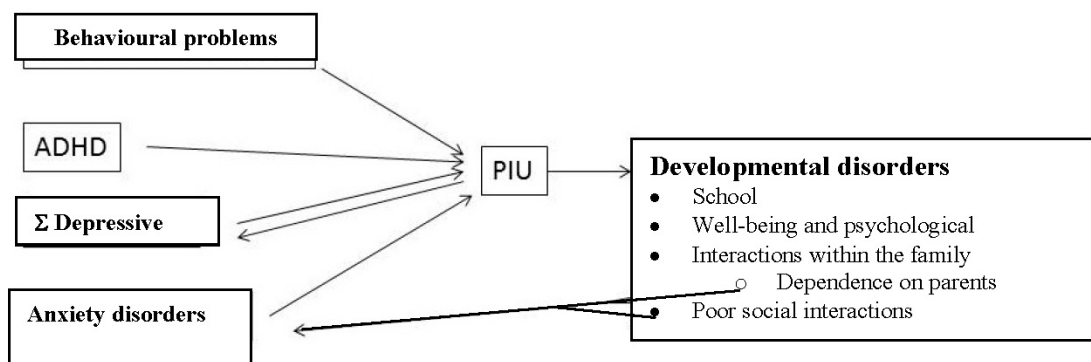 Behavioural problems
ADHD
Σ Depressive
Anxiety disorders
PIU
Developmental disorders
• School
• Well-being and psychological
• Interactions within the family
○ Dependence on parents
• Poor social interactions